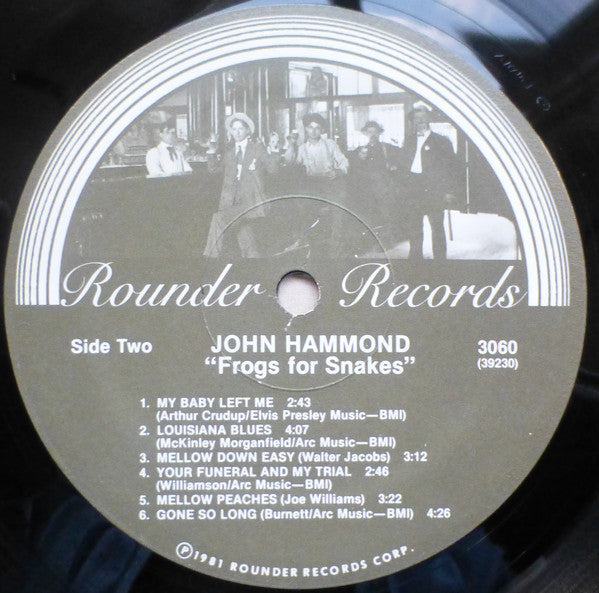 Rounder Records
Side Two
JOHN HAMMOND
"Frogs for Snakes"
3060
(39230)
1. MY BABY LEFT ME 2:43
(Arthur Crudup/Elvis Presley Music—BMI)
2. LOUISIANA BLUES 4:07
(McKinley Morganfield/Arc Music—BMI)
3. MELLOW DOWN EASY (Walter Jacobs) 3:12
4. YOUR FUNERAL AND MY TRIAL 2:46
(Williamson/Arc Music—BMI)
5. MELLOW PEACHES (Joe Williams) 3:22
6. GONE SO LONG (Burnett/Arc Music—BMI) 4:26
Ⓟ1981 ROUNDER RECORDS CORP.